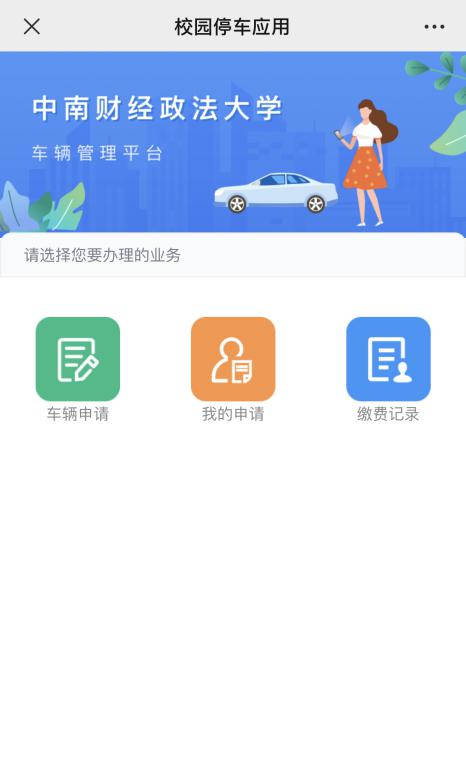 校园停车应用
中南财经政法大学
车辆管理平台
请选择您要办理的业务
车辆申请
我的申请
缴费记录